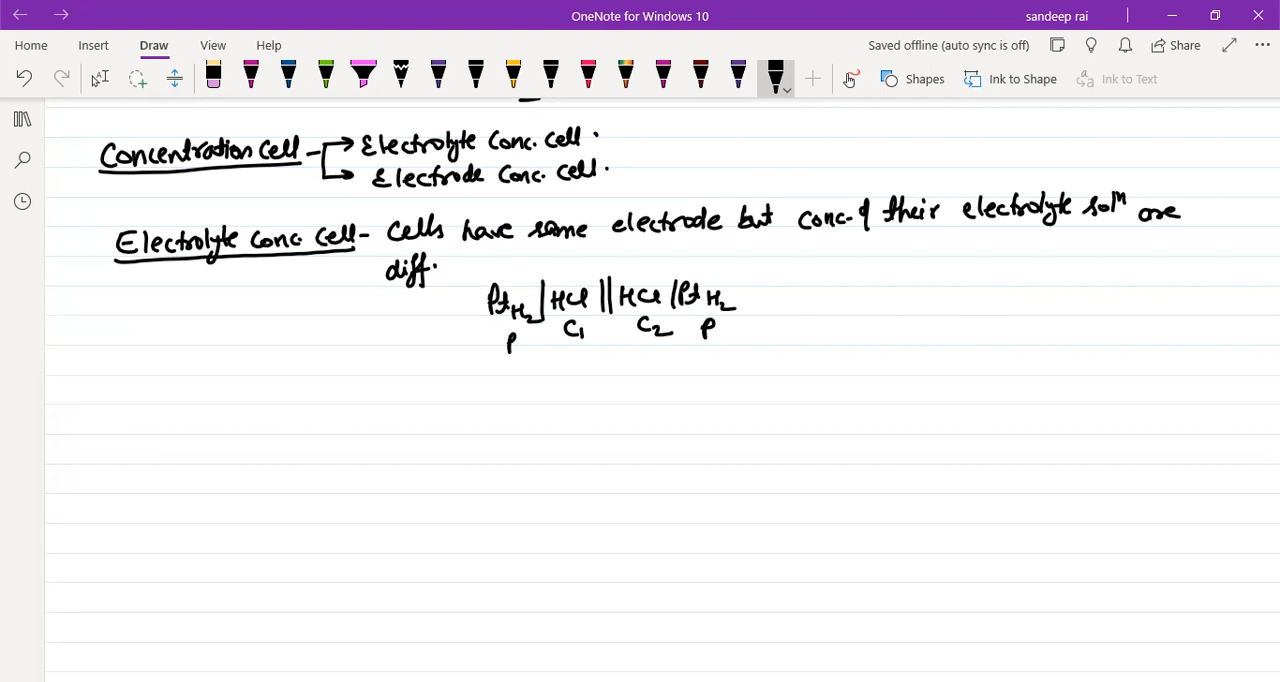 OneNote for Windows 10
sandeep rai
Home Insert Draw View Help
Saved offline (auto sync is off)
Share
Shapes
Ink to Shape
Ink to Text
Concentration cell → Electrolyte Conc. cell.
→ Electrode Conc. cell.
Electrolyte Conc. cell - Cells have same electrode but conc. of their electrolyte solⁿ are
diff.
Pt H₂ | HCl || HCl | Pt H₂
P C₁ C₂ P